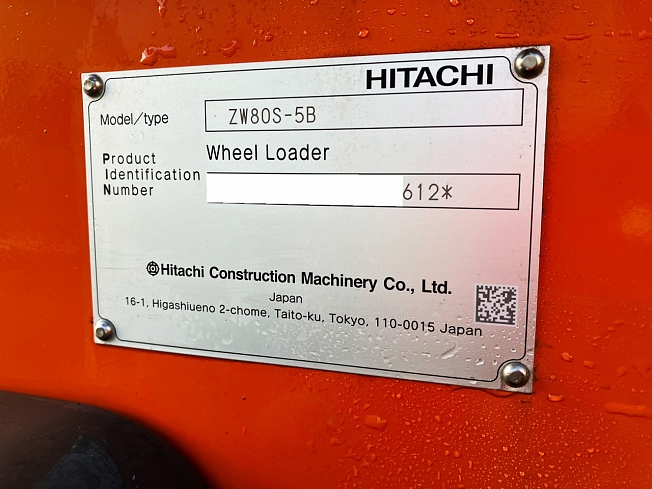 HITACHI
Model/type ZW80S-5B
Wheel Loader
Product
Identification
Number 612*
Hitachi Construction Machinery Co., Ltd.
Japan
16-1, Higashiueno 2-chome, Taito-ku, Tokyo, 110-0015 Japan